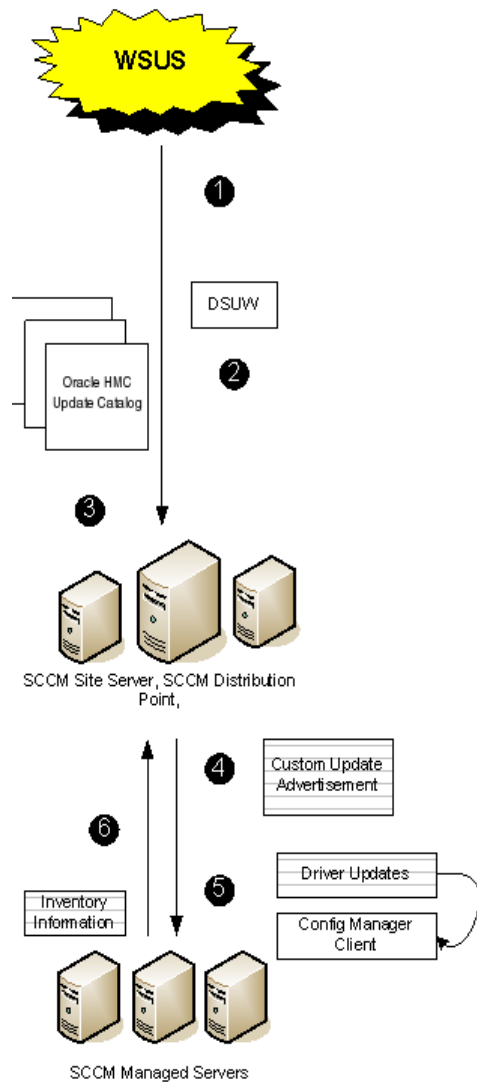 WSUS
1
DSUW
2
Oracle HMC
Update Catalog
3
SCCM Site Server, SCCM Distribution
Point,
4
Custom Update
Advertisement
6
5
Driver Updates
Inventory
Information
Config Manager
Client
SCCM Managed Servers